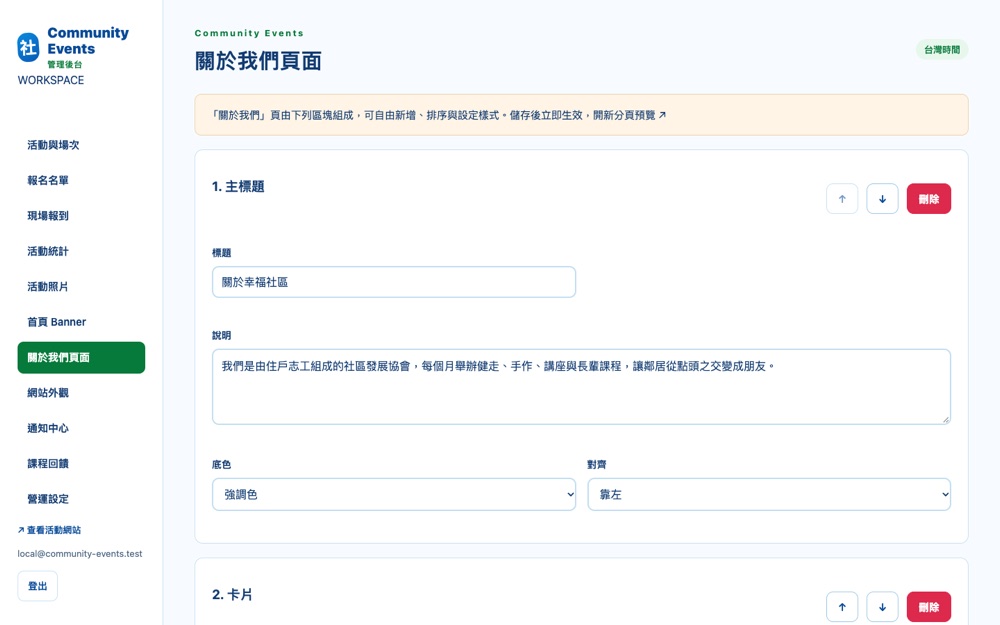 社
Community
Events
管理後台
WORKSPACE
活動與場次
報名名單
現場報到
活動統計
活動照片
首頁 Banner
關於我們頁面
網站外觀
通知中心
課程回饋
營運設定
↗ 查看活動網站
local@community-events.test
登出
Community Events
關於我們頁面
台灣時間
「關於我們」頁由下列區塊組成，可自由新增、排序與設定樣式。儲存後立即生效，開新分頁預覽 ↗
1. 主標題
↑ ↓ 刪除
標題
關於幸福社區
說明
我們是由住戶志工組成的社區發展協會，每個月舉辦健走、手作、講座與長輩課程，讓鄰居從點頭之交變成朋友。
底色 對齊
強調色 靠左
2. 卡片
↑ ↓ 刪除